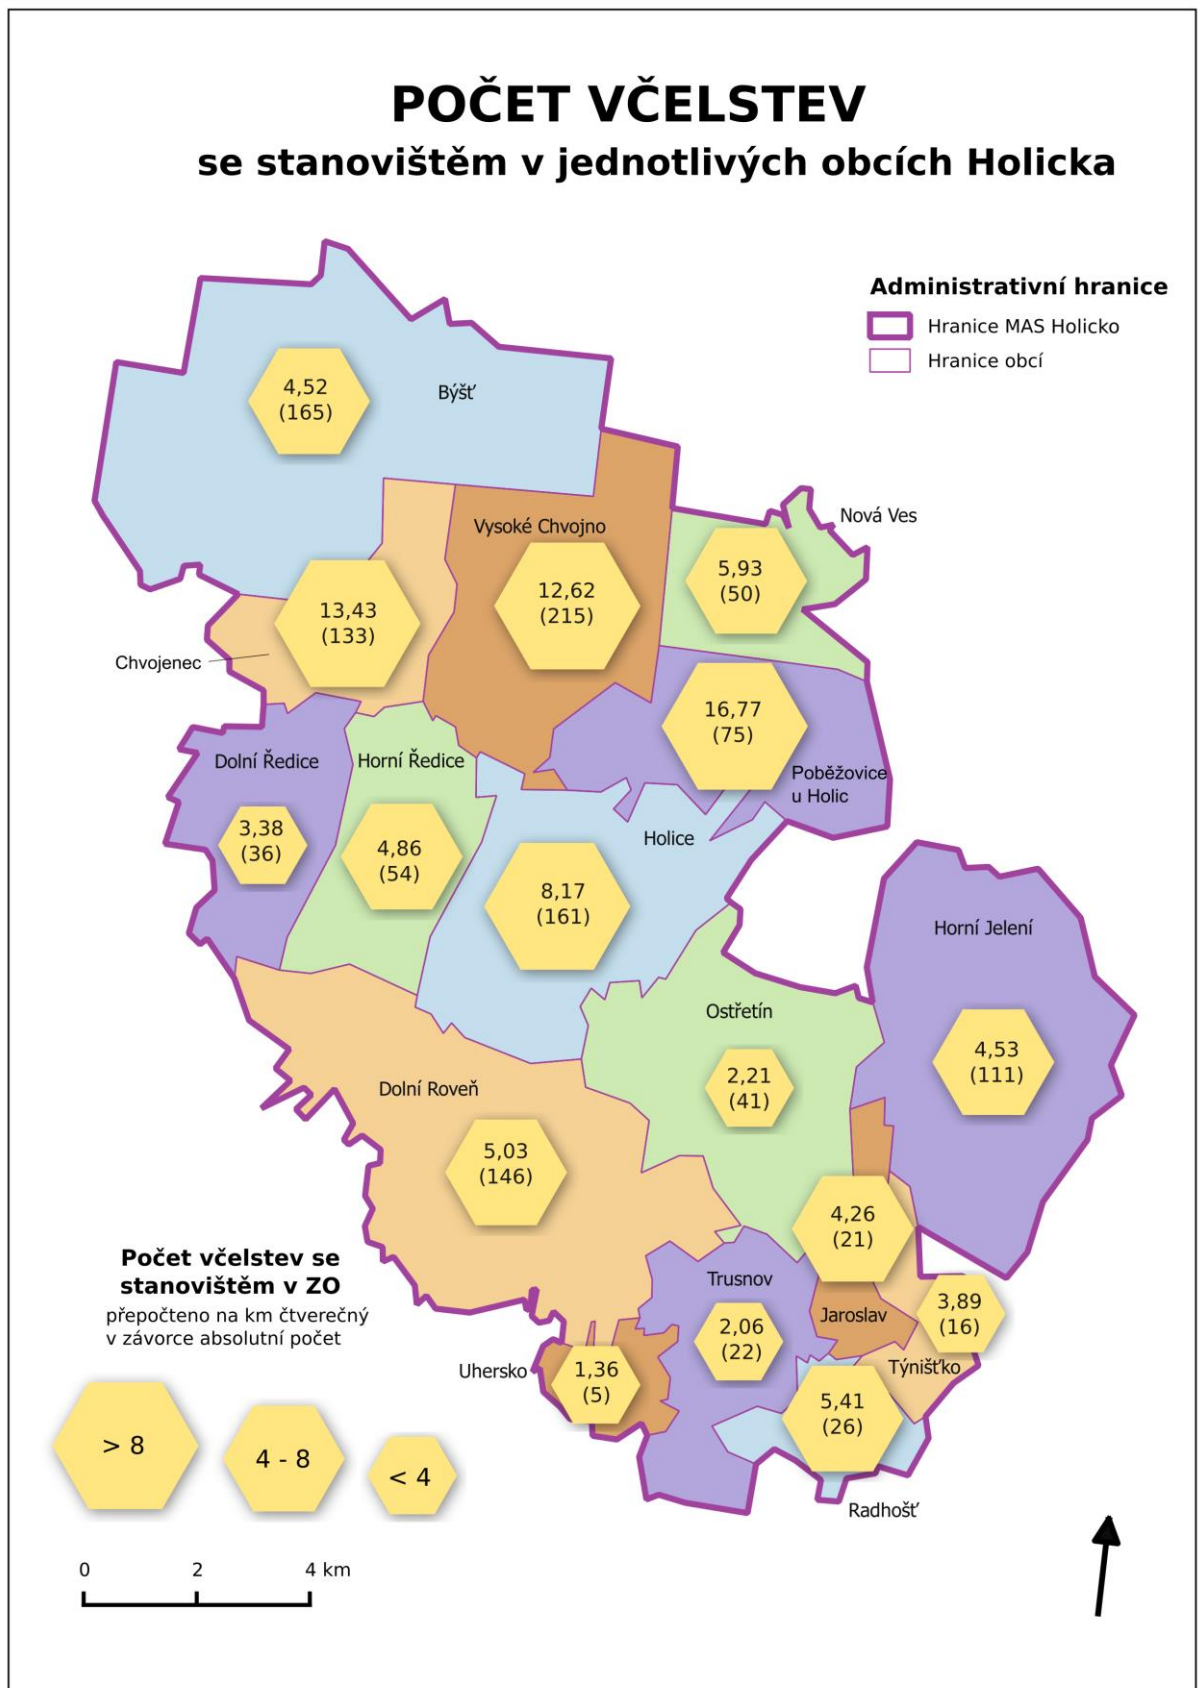 POČET VČELSTEV
se stanovištěm v jednotlivých obcích Holicka
Administrativní hranice
Hranice MAS Holicko
Hranice obcí
4,52
(165)
Býšť
Vysoké Chvojno
12,62
(215)
Nová Ves
5,93
(50)
13,43
(133)
Chvojenec
16,77
(75)
Poběžovice
u Holic
Dolní Ředice
3,38
(36)
Horní Ředice
4,86
(54)
Holice
8,17
(161)
Horní Jelení
4,53
(111)
Ostřetín
2,21
(41)
Dolní Roveň
5,03
(146)
4,26
(21)
Jaroslav
3,89
(16)
Týnišťko
Trusnov
2,06
(22)
Uhersko
1,36
(5)
5,41
(26)
Radhošť
Počet včelstev se
stanovištěm v ZO
přepočteno na km čtverečný
v závorce absolutní počet
> 8
4 - 8
< 4
0 2 4 km